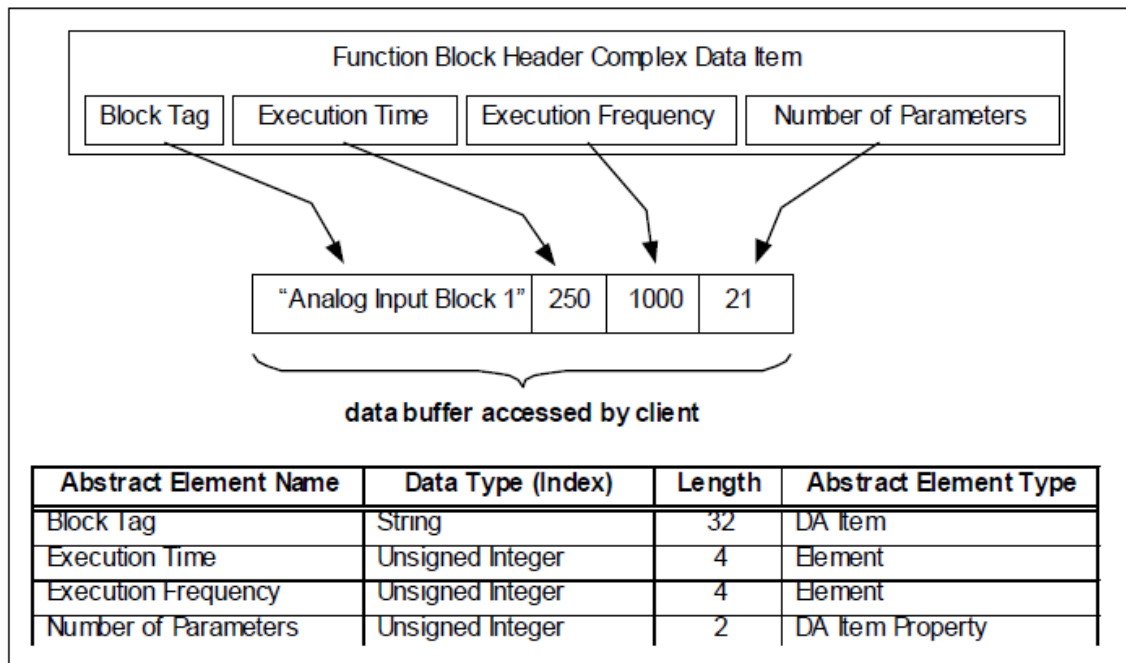 Function Block Header Complex Data Item
Block Tag Execution Time Execution Frequency Number of Parameters
“Analog Input Block 1” 250 1000 21
data buffer accessed by client
Abstract Element Name Data Type (Index) Length Abstract Element Type
Block Tag String 32 DA Item
Execution Time Unsigned Integer 4 Element
Execution Frequency Unsigned Integer 4 Element
Number of Parameters Unsigned Integer 2 DA Item Property